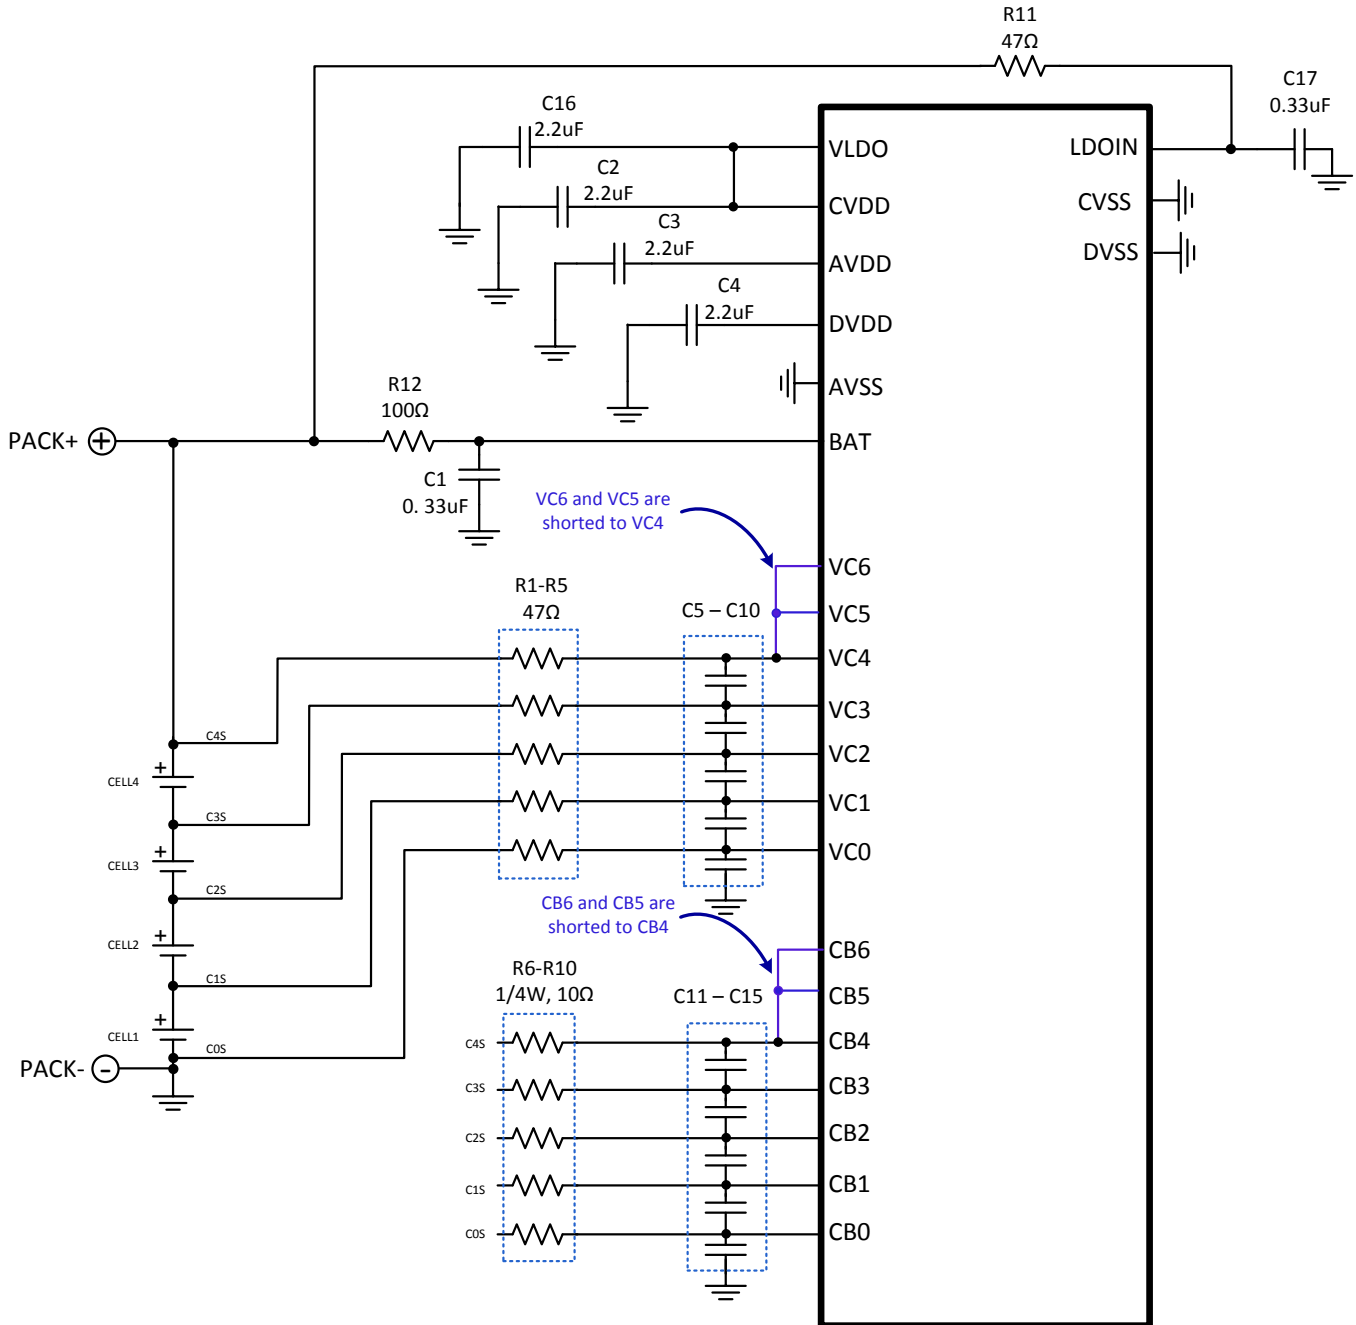 R11
47Ω
C17
0.33uF
C16
2.2uF
VLDO
LDOIN
C2
2.2uF
CVDD
CVSS
C3
2.2uF
AVDD
DVSS
C4
2.2uF
DVDD
AVSS
R12
100Ω
PACK+
BAT
C1
0. 33uF
VC6 and VC5 are
shorted to VC4
VC6
R1-R5
47Ω
C5 – C10
VC5
VC4
VC3
C4S
VC2
CELL4
VC1
C3S
VC0
CELL3
C2S
CB6 and CB5 are
shorted to CB4
CELL2
CB6
C1S
R6-R10
1/4W, 10Ω
C11 – C15
CB5
CELL1
C0S
C4S
CB4
PACK-
C3S
CB3
C2S
CB2
C1S
CB1
C0S
CB0
+
+
+
+
+
-